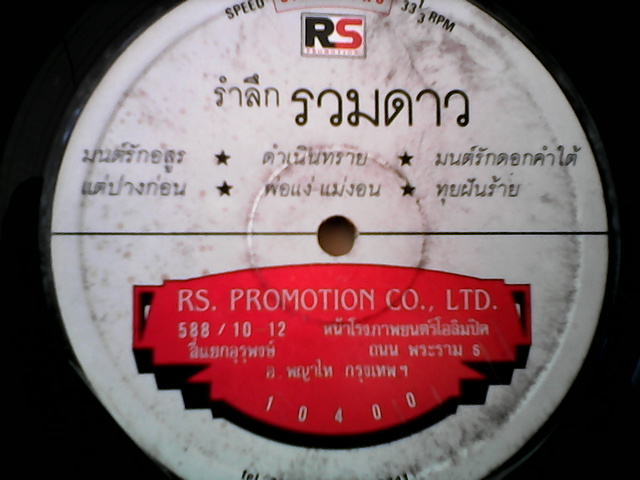 SPEED 33 1/3 RPM
RS
PROMOTION
รำลึก รวมดาว
มนต์รักอสูร ★ ดำเนินทราย ★ มนต์รักดอกคำใต้
แต่ปางก่อน ★ พ่อแง่ แม่งอน ★ ทุยฝันร้าย
RS. PROMOTION CO., LTD.
588 / 10 12 หน้าโรงภาพยนตร์โอลิมปิค
สี่แยกอุรุพงษ์ ถนน พระราม 6
อ. พญาไท กรุงเทพฯ
10400